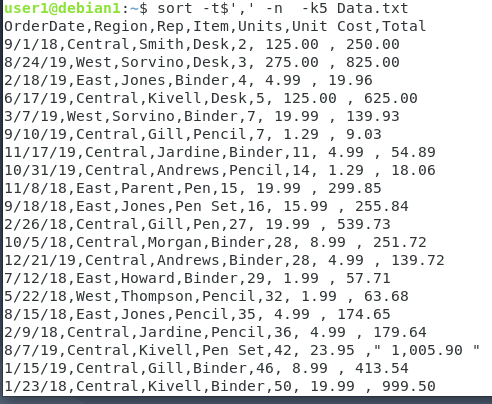 user1@debian1:~$ sort -t$',' -n  -k5 Data.txt
OrderDate,Region,Rep,Item,Units,Unit Cost,Total
9/1/18,Central,Smith,Desk,2, 125.00 , 250.00
8/24/19,West,Sorvino,Desk,3, 275.00 , 825.00
2/18/19,East,Jones,Binder,4, 4.99 , 19.96
6/17/19,Central,Kivell,Desk,5, 125.00 , 625.00
3/7/19,West,Sorvino,Binder,7, 19.99 , 139.93
9/10/19,Central,Gill,Pencil,7, 1.29 , 9.03
11/17/19,Central,Jardine,Binder,11, 4.99 , 54.89
10/31/19,Central,Andrews,Pencil,14, 1.29 , 18.06
11/8/18,East,Parent,Pen,15, 19.99 , 299.85
9/18/18,East,Jones,Pen Set,16, 15.99 , 255.84
2/26/18,Central,Gill,Pen,27, 19.99 , 539.73
10/5/18,Central,Morgan,Binder,28, 8.99 , 251.72
12/21/19,Central,Andrews,Binder,28, 4.99 , 139.72
7/12/18,East,Howard,Binder,29, 1.99 , 57.71
5/22/18,West,Thompson,Pencil,32, 1.99 , 63.68
8/15/18,East,Jones,Pencil,35, 4.99 , 174.65
2/9/18,Central,Jardine,Pencil,36, 4.99 , 179.64
8/7/19,Central,Kivell,Pen Set,42, 23.95 ," 1,005.90 "
1/15/19,Central,Gill,Binder,46, 8.99 , 413.54
1/23/18,Central,Kivell,Binder,50, 19.99 , 999.50